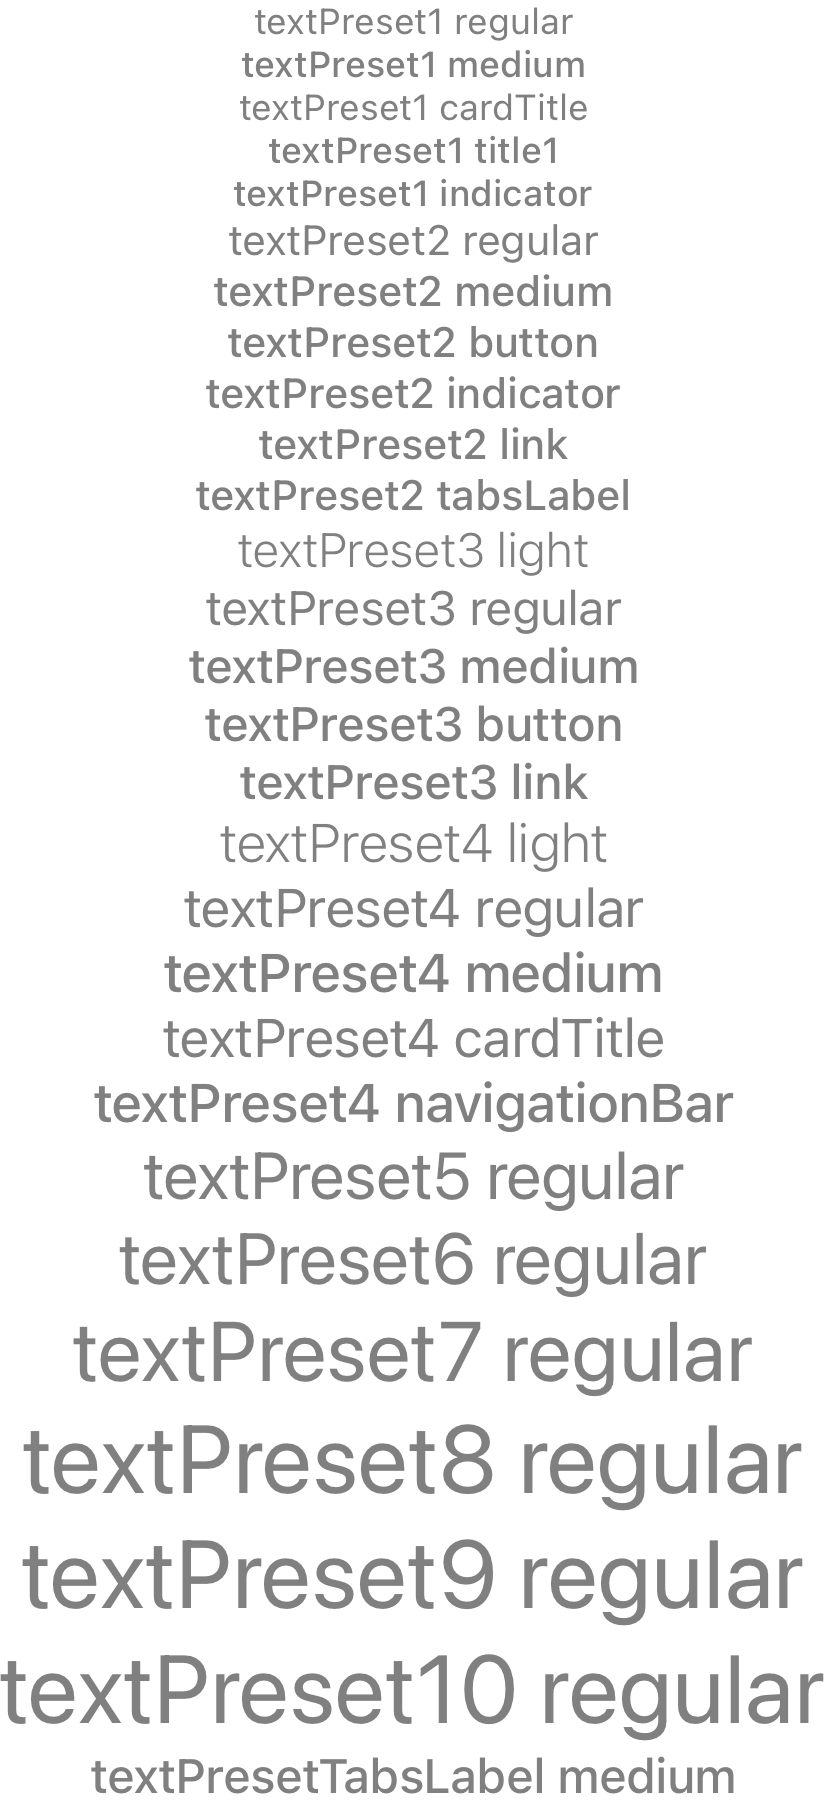 textPreset1 regular
textPreset1 medium
textPreset1 cardTitle
textPreset1 title1
textPreset1 indicator
textPreset2 regular
textPreset2 medium
textPreset2 button
textPreset2 indicator
textPreset2 link
textPreset2 tabsLabel
textPreset3 light
textPreset3 regular
textPreset3 medium
textPreset3 button
textPreset3 link
textPreset4 light
textPreset4 regular
textPreset4 medium
textPreset4 cardTitle
textPreset4 navigationBar
textPreset5 regular
textPreset6 regular
textPreset7 regular
textPreset8 regular
textPreset9 regular
textPreset10 regular
textPresetTabsLabel medium